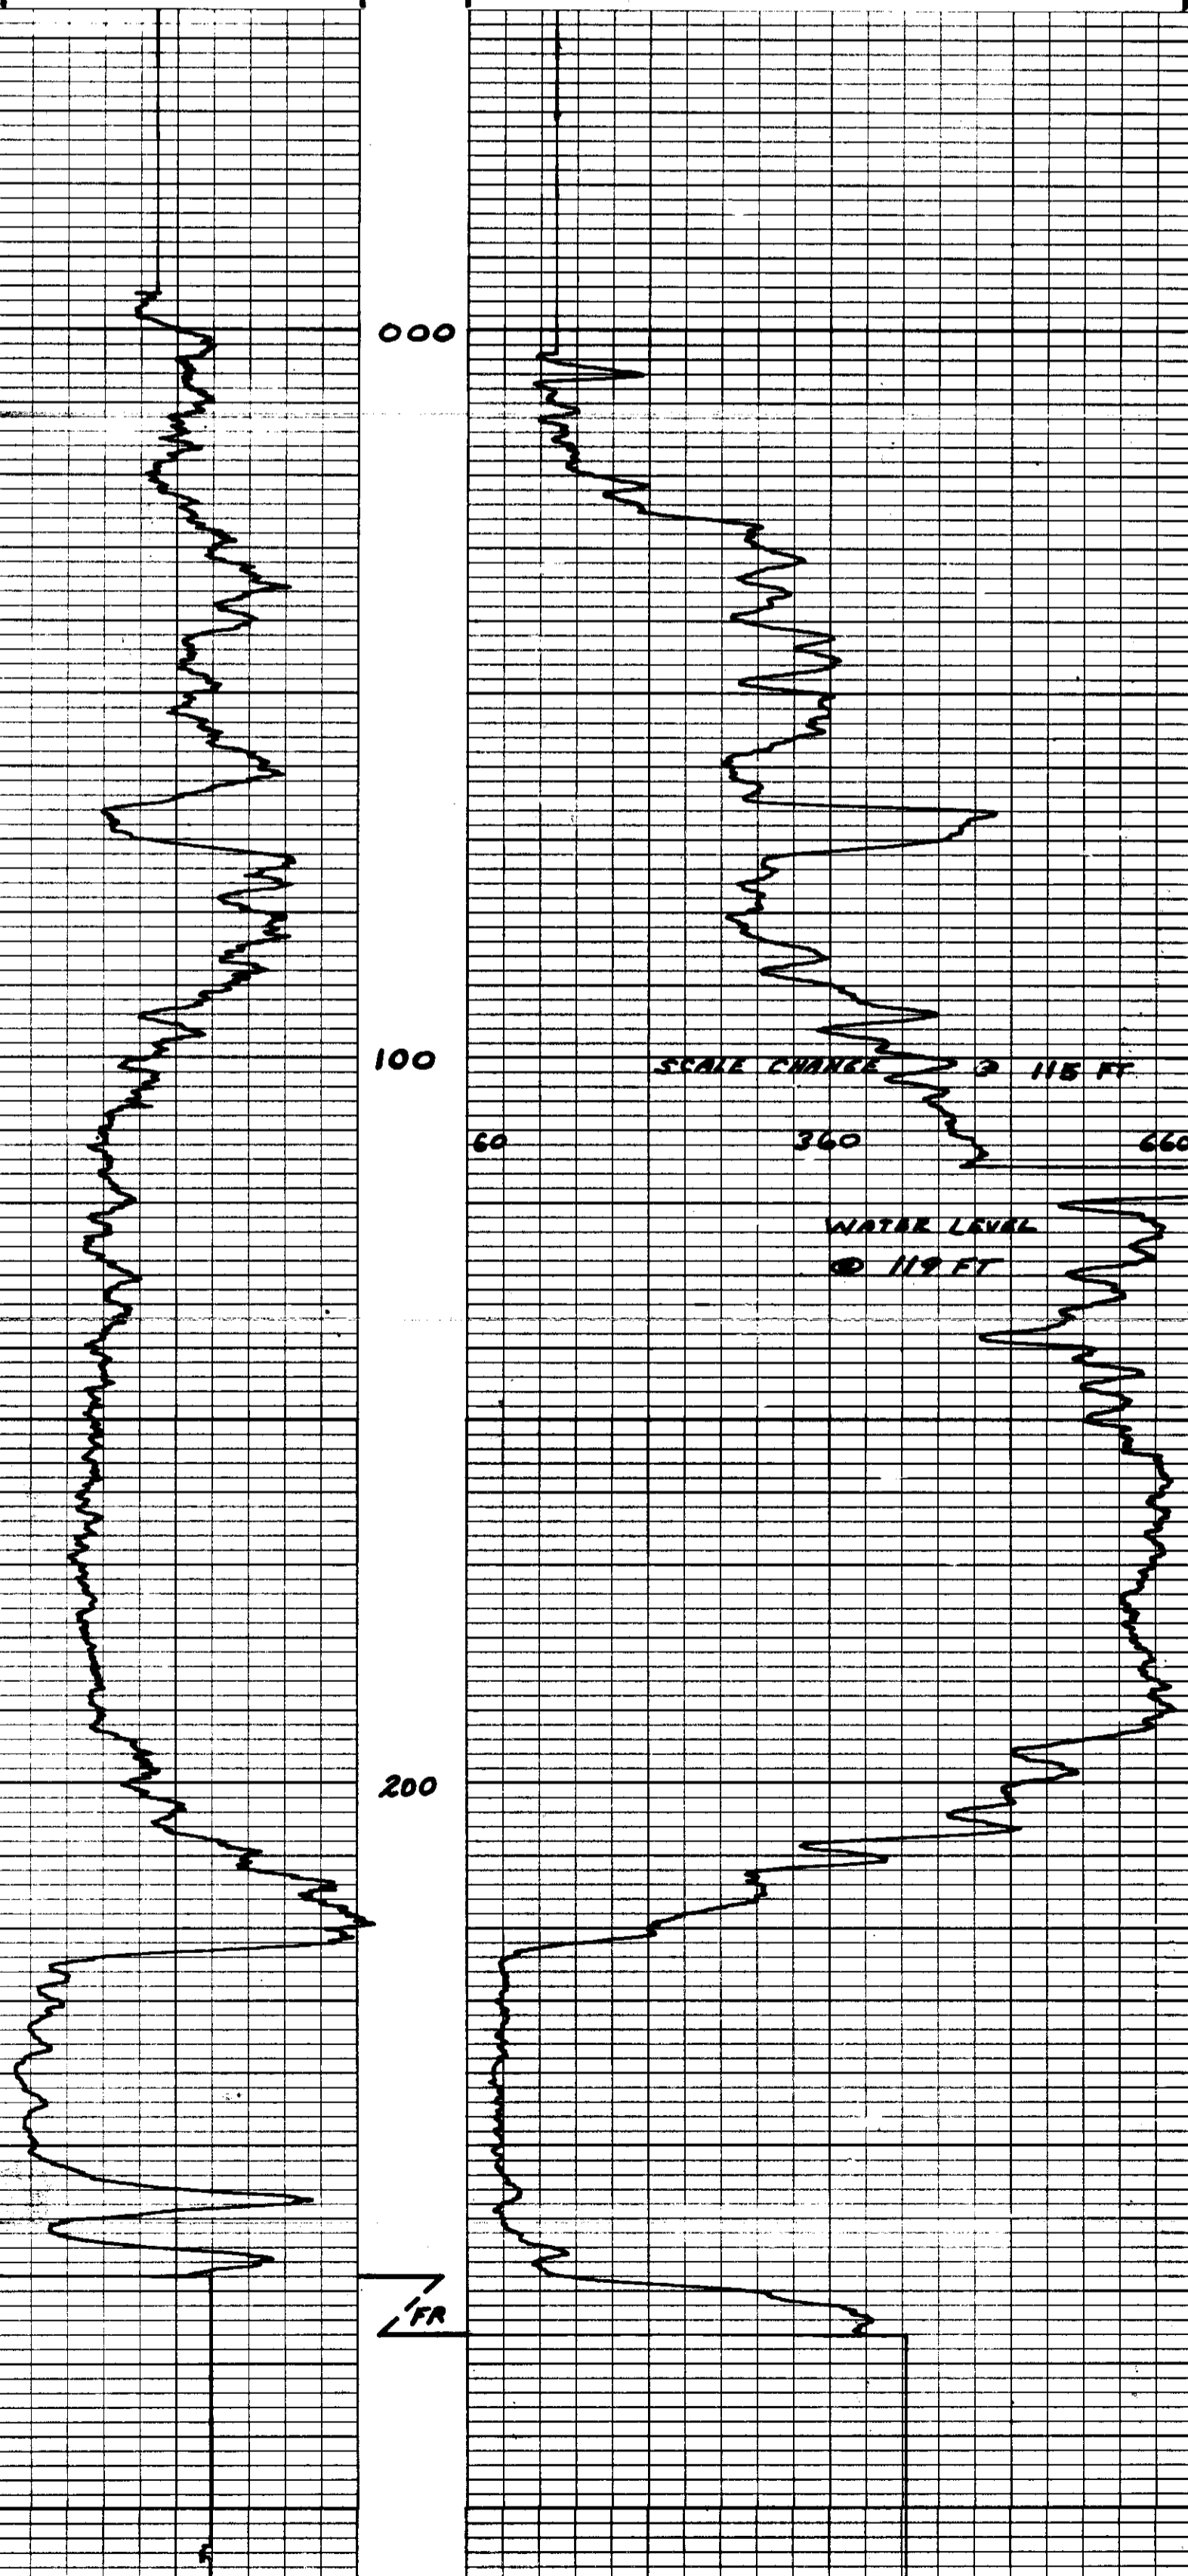 000
100
SCALE CHANGE @ 115 FT
60 360 660
WATER LEVEL
@ 119 FT
200
FR